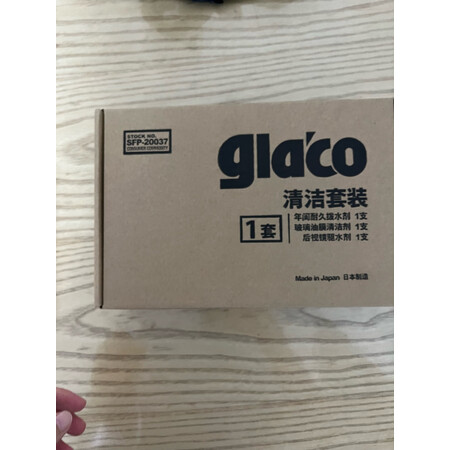 STOCK NO.
SFP-20037
CONSUMER COMMODITY
glaco
清洁套装
1套
年间耐久拨水剂 1支
玻璃油膜清洁剂 1支
后视镜驱水剂 1支
Made in Japan 日本制造